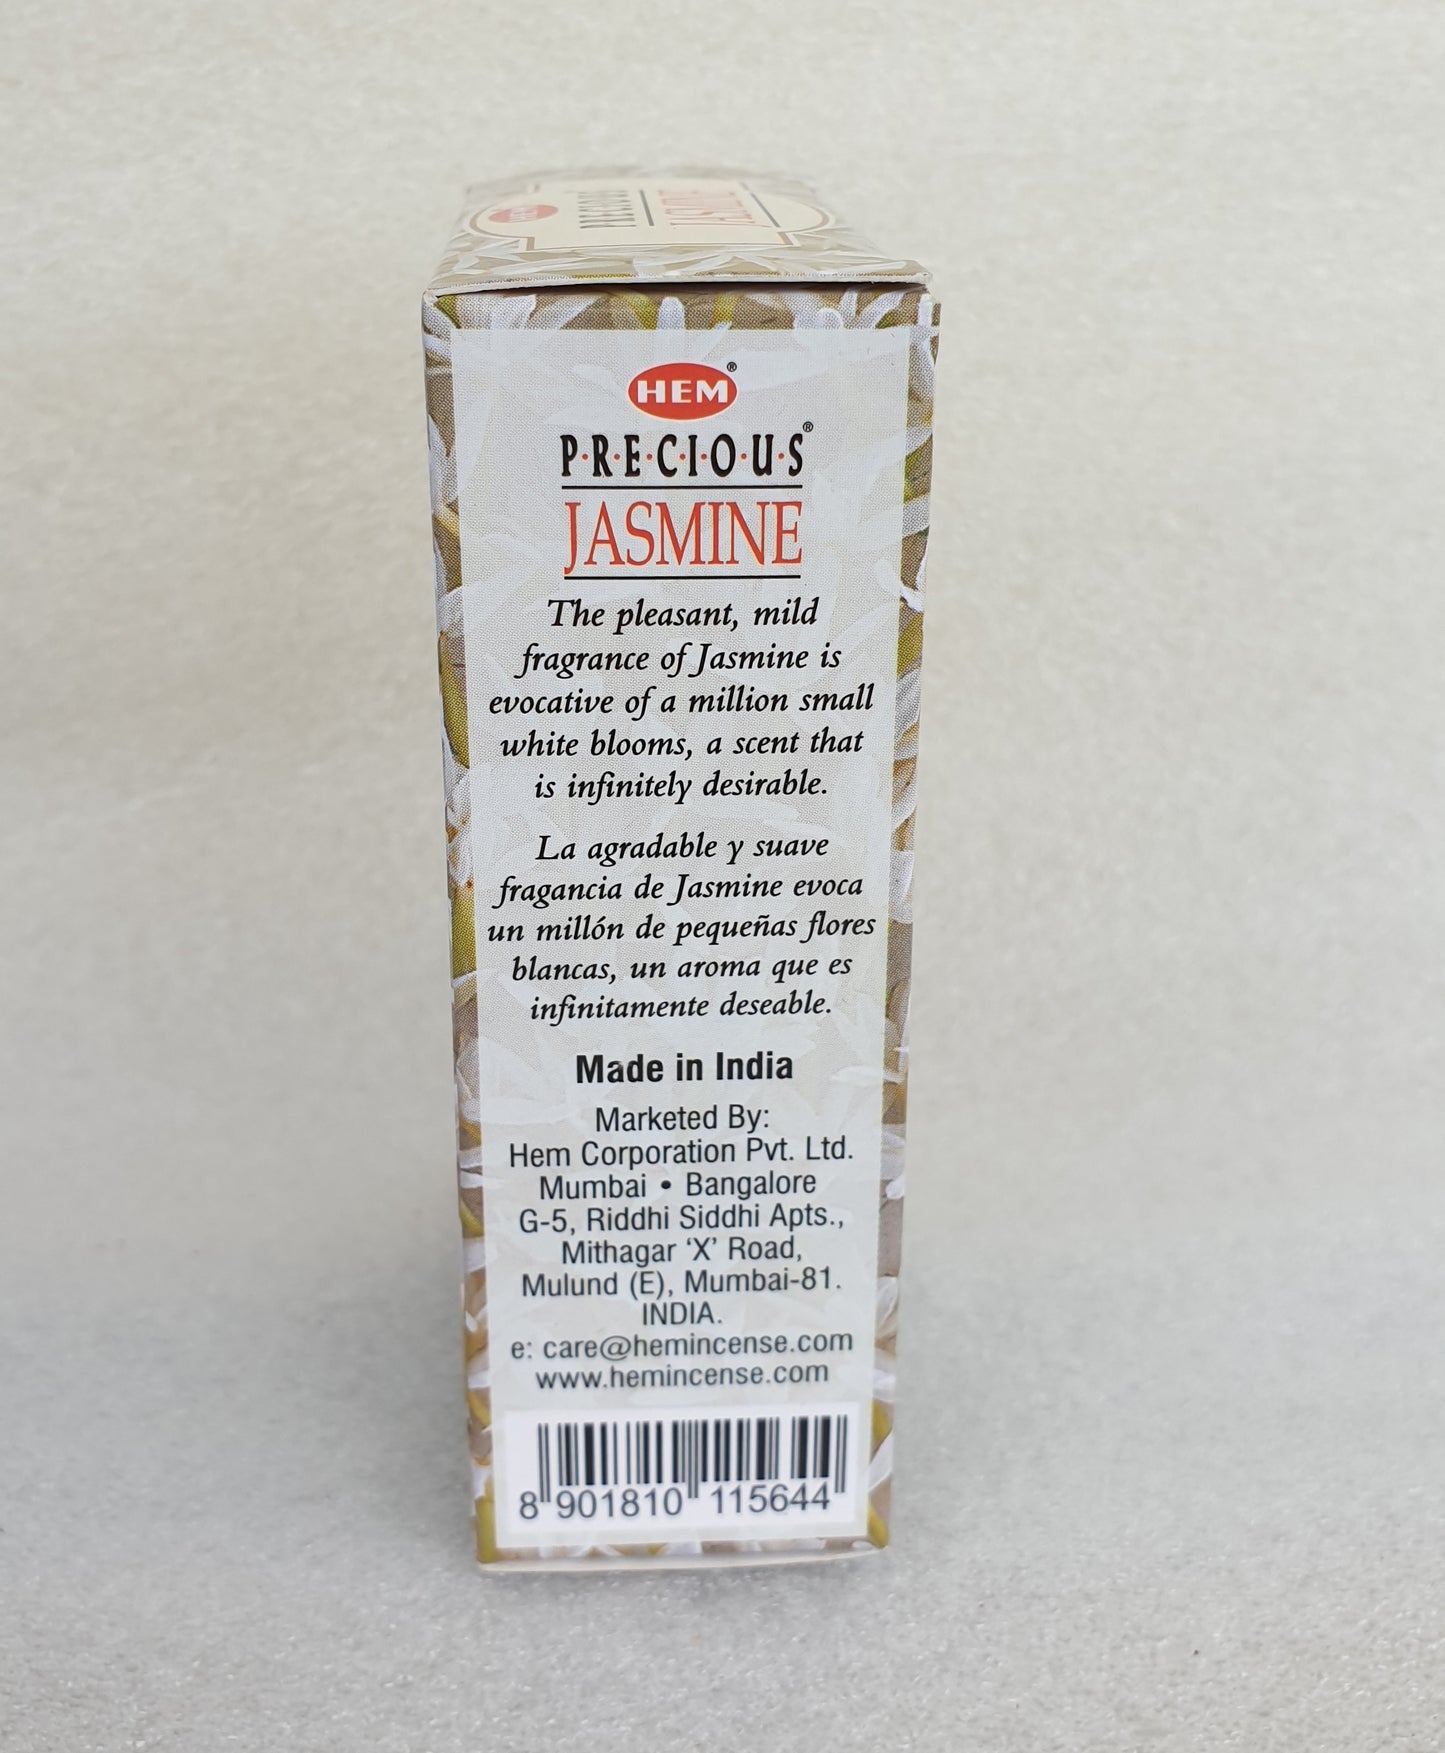 HEM
PRECIOUS
JASMINE
HEM®
P·R·E·C·I·O·U·S®
JASMINE
The pleasant, mild
fragrance of Jasmine is
evocative of a million small
white blooms, a scent that
is infinitely desirable.
La agradable y suave
fragancia de Jasmine evoca
un millón de pequeñas flores
blancas, un aroma que es
infinitamente deseable.
Made in India
Marketed By:
Hem Corporation Pvt. Ltd.
Mumbai • Bangalore
G-5, Riddhi Siddhi Apts.,
Mithagar ‘X’ Road,
Mulund (E), Mumbai-81.
INDIA.
e: care@hemincense.com
www.hemincense.com
8 901810 115644